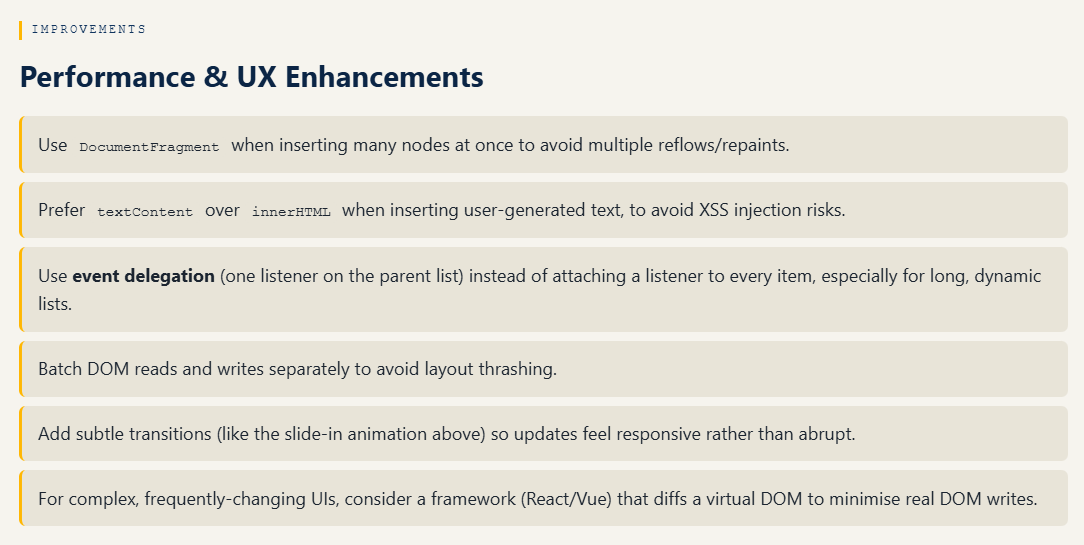 IMPROVEMENTS
Performance & UX Enhancements
Use DocumentFragment when inserting many nodes at once to avoid multiple reflows/repaints.
Prefer textContent over innerHTML when inserting user-generated text, to avoid XSS injection risks.
Use event delegation (one listener on the parent list) instead of attaching a listener to every item, especially for long, dynamic
lists.
Batch DOM reads and writes separately to avoid layout thrashing.
Add subtle transitions (like the slide-in animation above) so updates feel responsive rather than abrupt.
For complex, frequently-changing UIs, consider a framework (React/Vue) that diffs a virtual DOM to minimise real DOM writes.